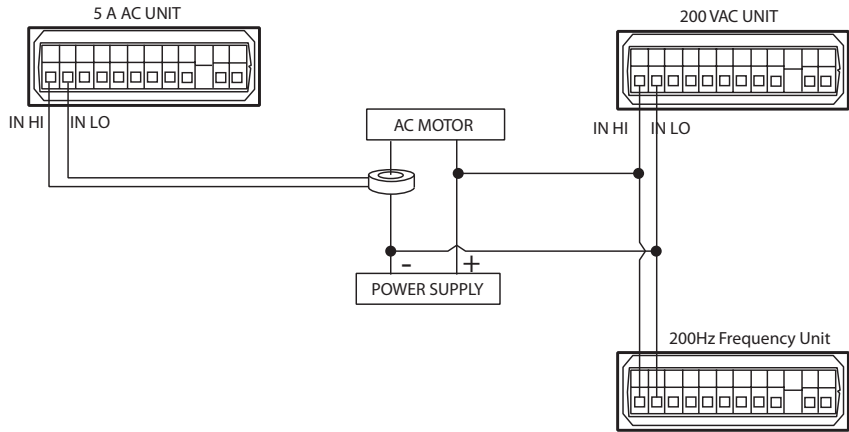 5 A AC UNIT
200 VAC UNIT
IN HI
IN LO
AC MOTOR
IN HI
IN LO
-
+
POWER SUPPLY
200Hz Frequency Unit